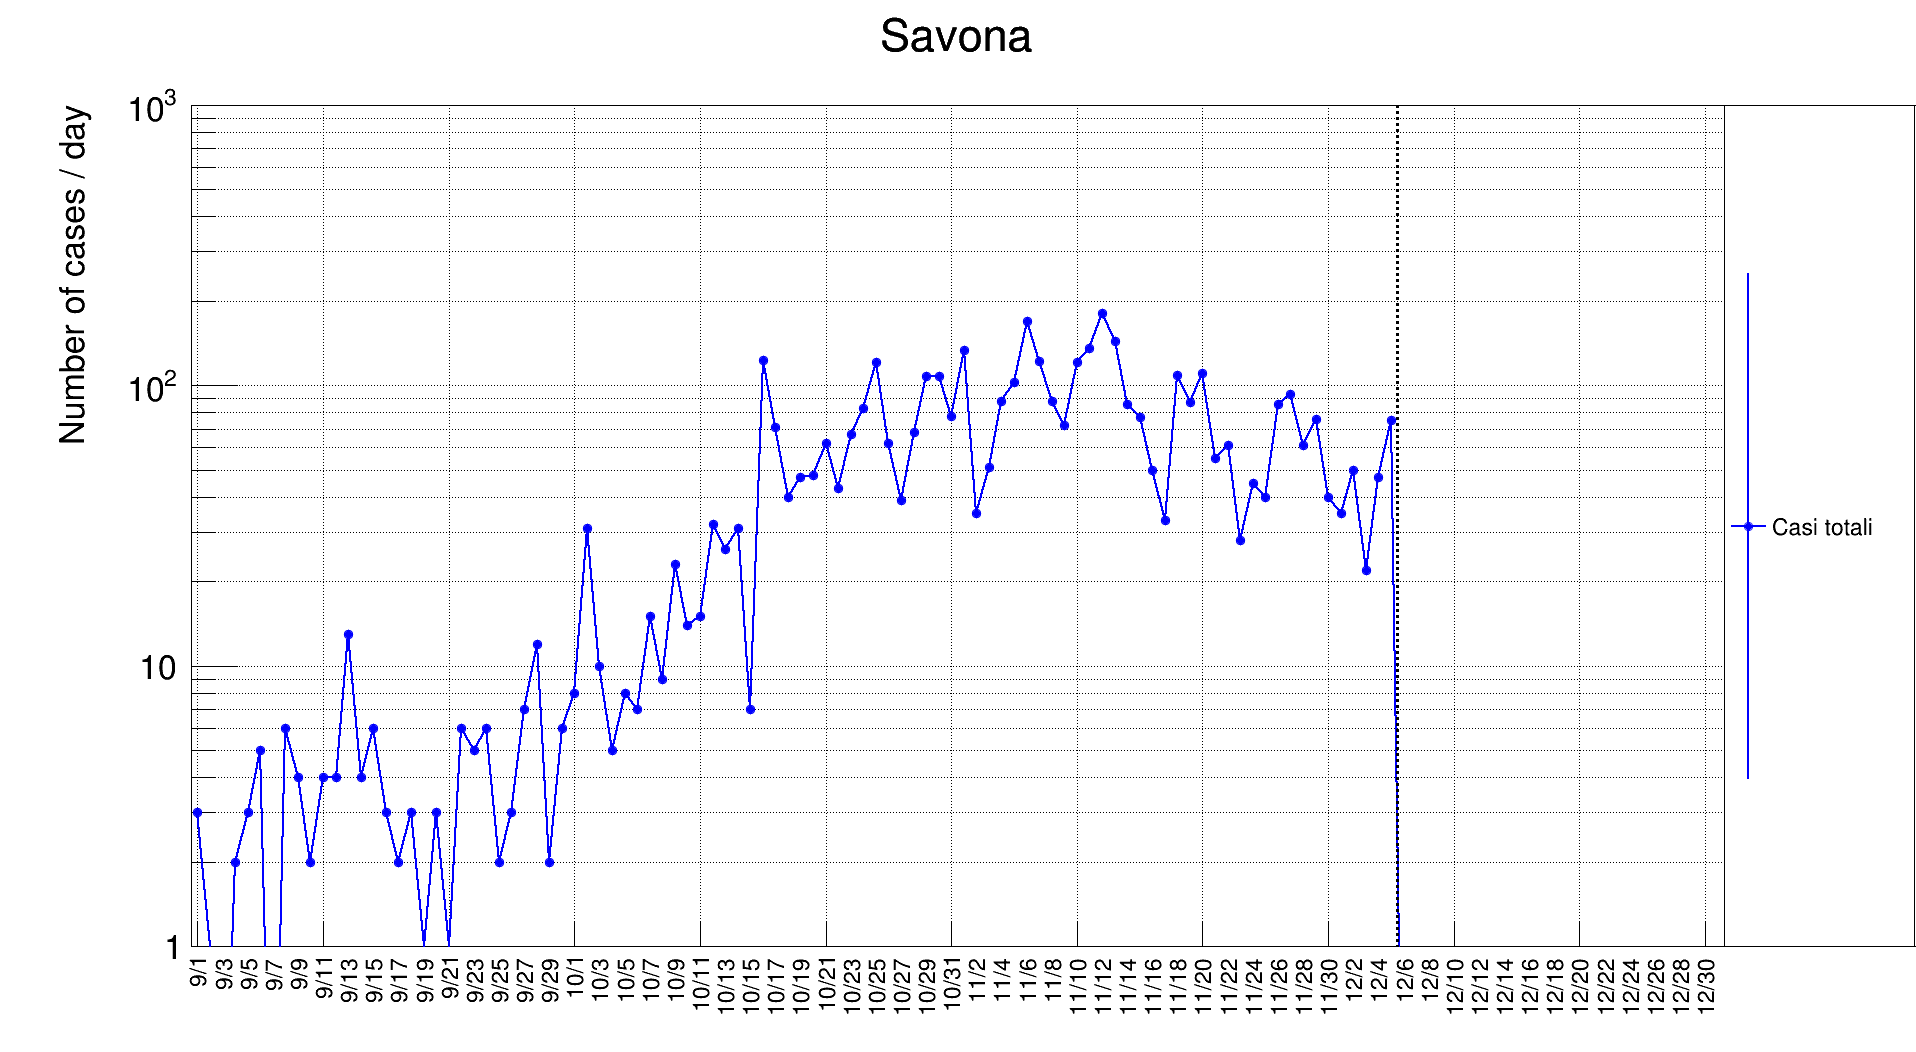 Savona
Number of cases / day
10^3
10^2
10
1
9/1 9/3 9/5 9/7 9/9 9/11 9/13 9/15 9/17 9/19 9/21 9/23 9/25 9/27 9/29 10/1 10/3 10/5 10/7 10/9 10/11 10/13 10/15 10/17 10/19 10/21 10/23 10/25 10/27 10/29 10/31 11/2 11/4 11/6 11/8 11/10 11/12 11/14 11/16 11/18 11/20 11/22 11/24 11/26 11/28 11/30 12/2 12/4 12/6 12/8 12/10 12/12 12/14 12/16 12/18 12/20 12/22 12/24 12/26 12/28 12/30
Casi totali